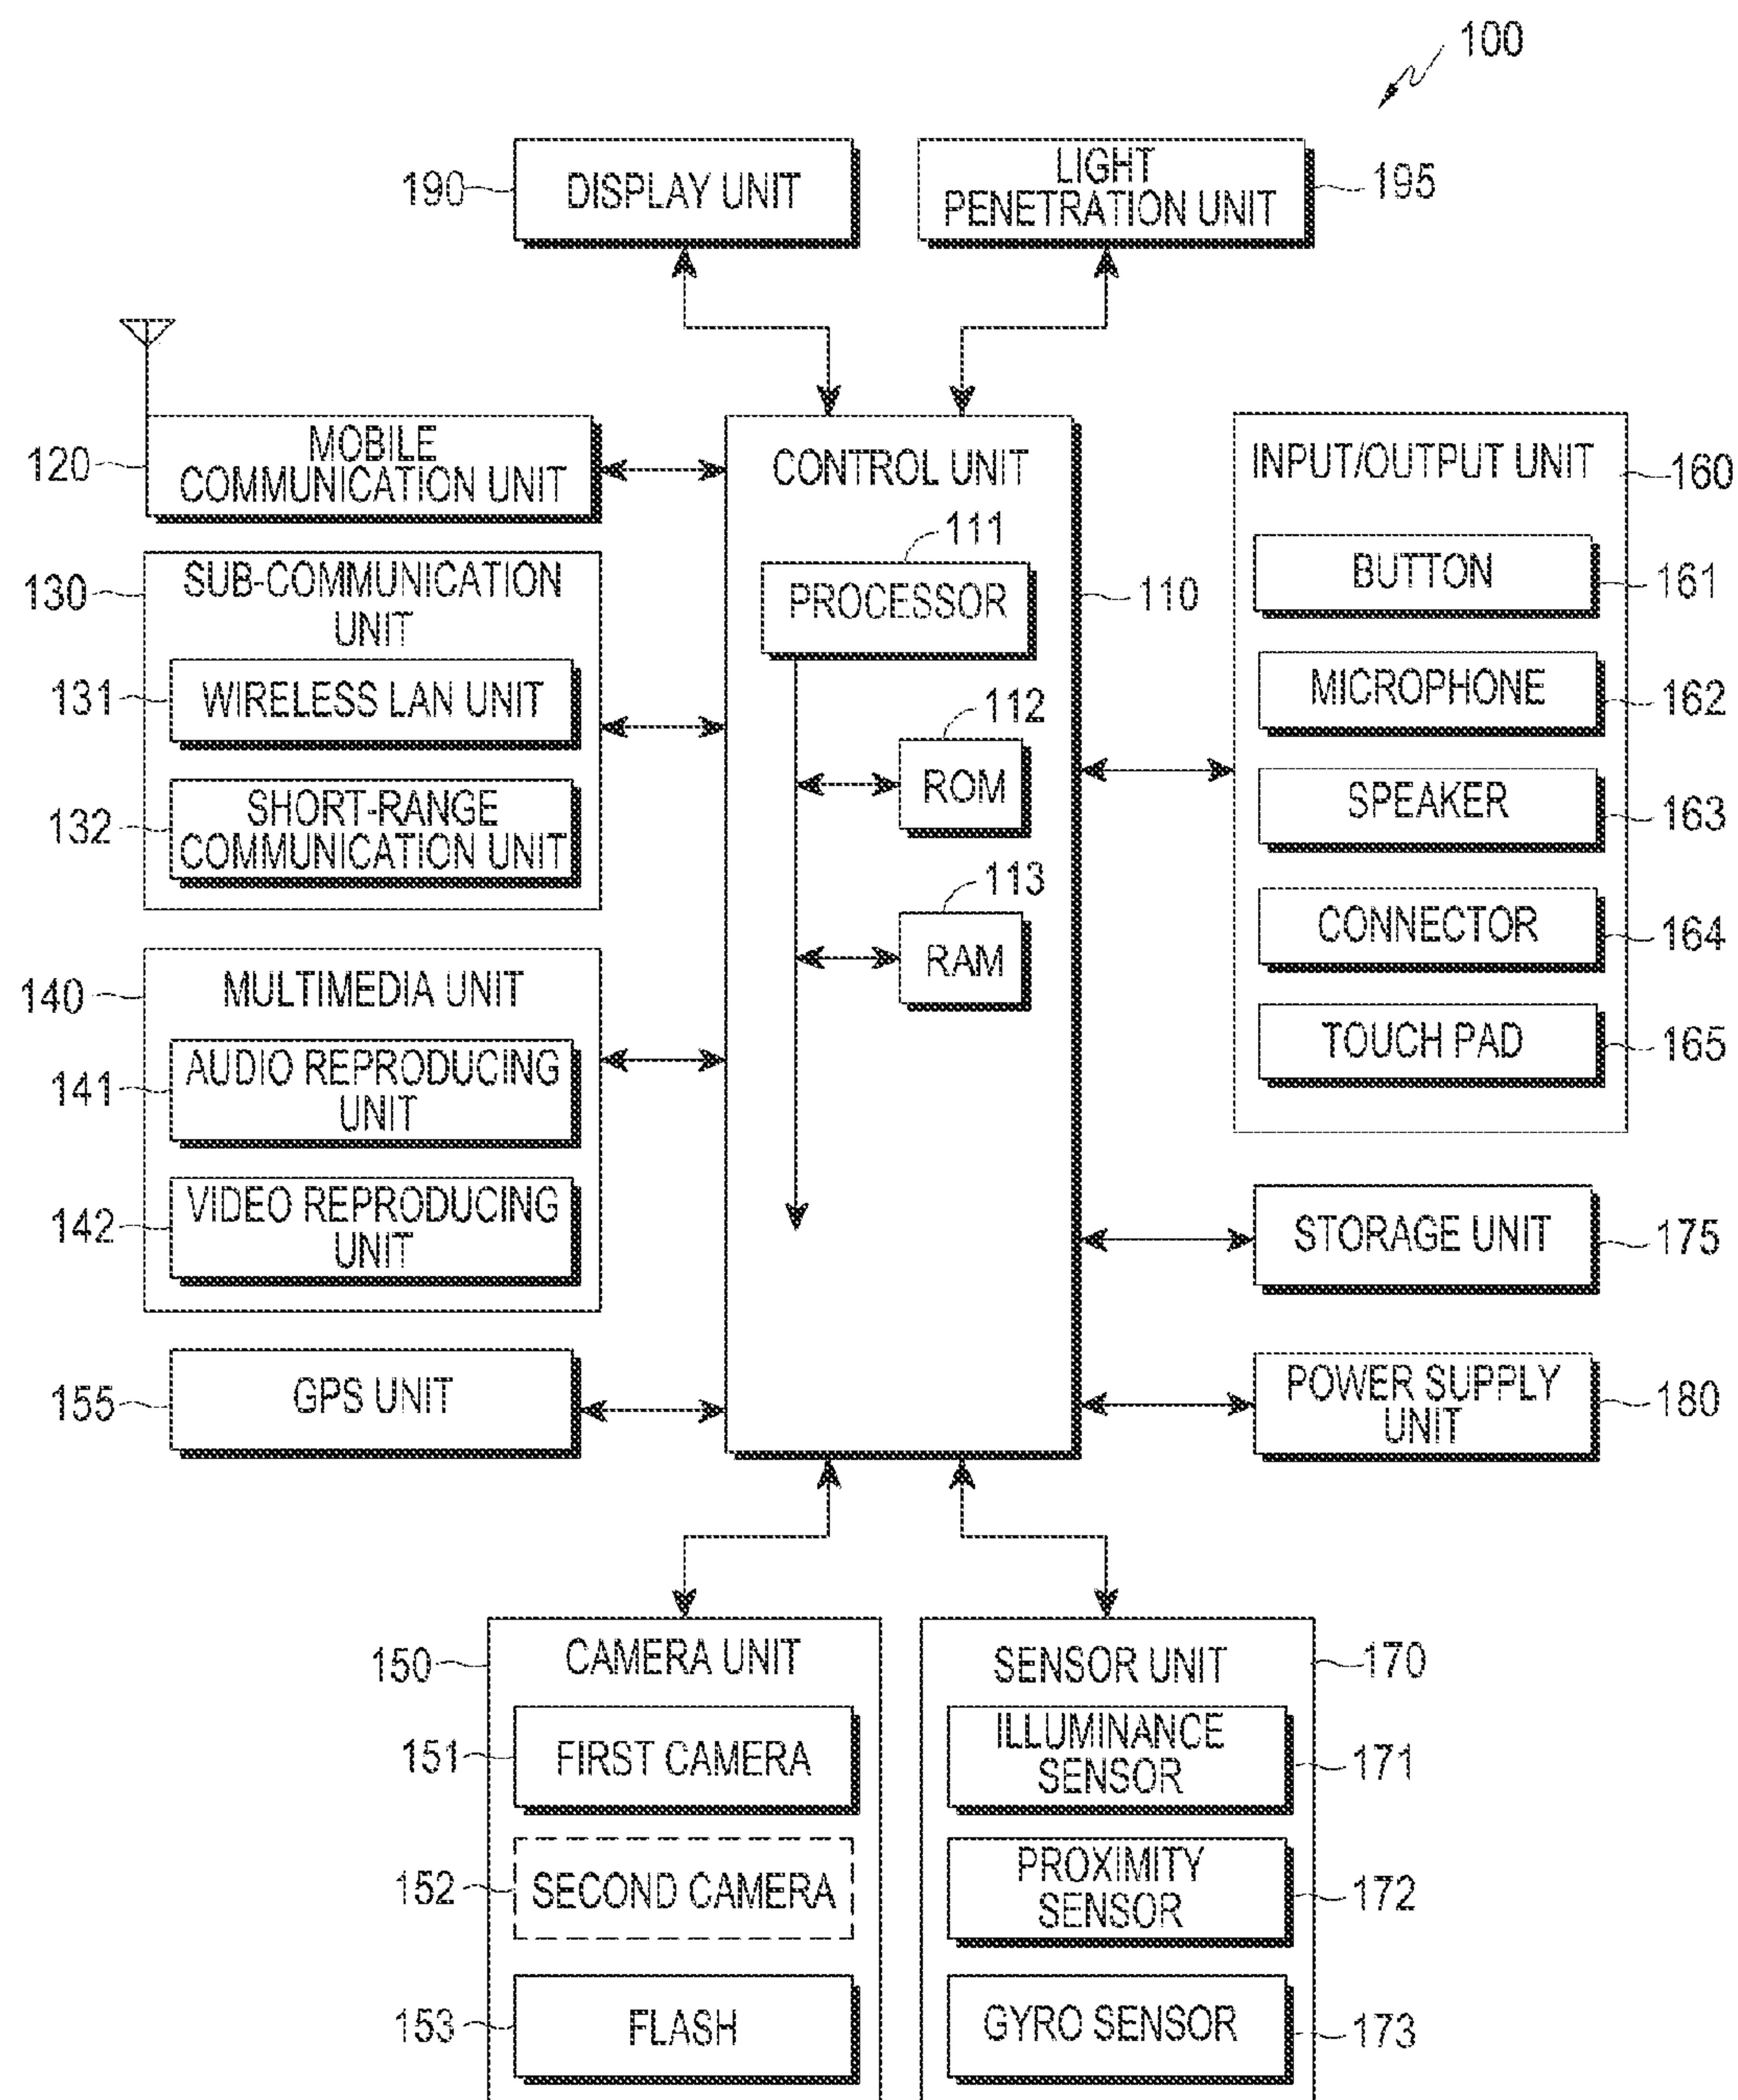 100
190
DISPLAY UNIT
LIGHT
PENETRATION UNIT
195
120
MOBILE
COMMUNICATION UNIT
CONTROL UNIT
INPUT/OUTPUT UNIT
160
111
PROCESSOR
110
130
SUB-COMMUNICATION
UNIT
131
WIRELESS LAN UNIT
132
SHORT-RANGE
COMMUNICATION UNIT
112
ROM
113
RAM
BUTTON
161
MICROPHONE
162
SPEAKER
163
CONNECTOR
164
TOUCH PAD
165
140
MULTIMEDIA UNIT
141
AUDIO REPRODUCING
UNIT
142
VIDEO REPRODUCING
UNIT
STORAGE UNIT
175
155
GPS UNIT
POWER SUPPLY
UNIT
180
150
CAMERA UNIT
151
FIRST CAMERA
152
SECOND CAMERA
153
FLASH
SENSOR UNIT
170
ILLUMINANCE
SENSOR
171
PROXIMITY
SENSOR
172
GYRO SENSOR
173